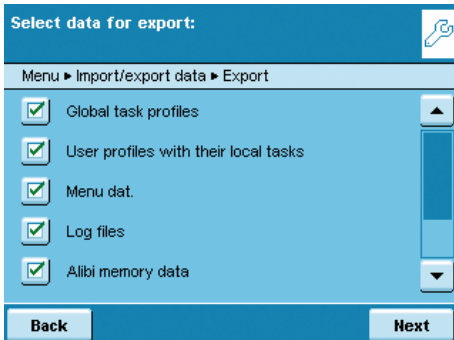 Select data for export:
Menu ▸ Import/export data ▸ Export
Global task profiles
User profiles with their local tasks
Menu dat.
Log files
Alibi memory data
Back
Next